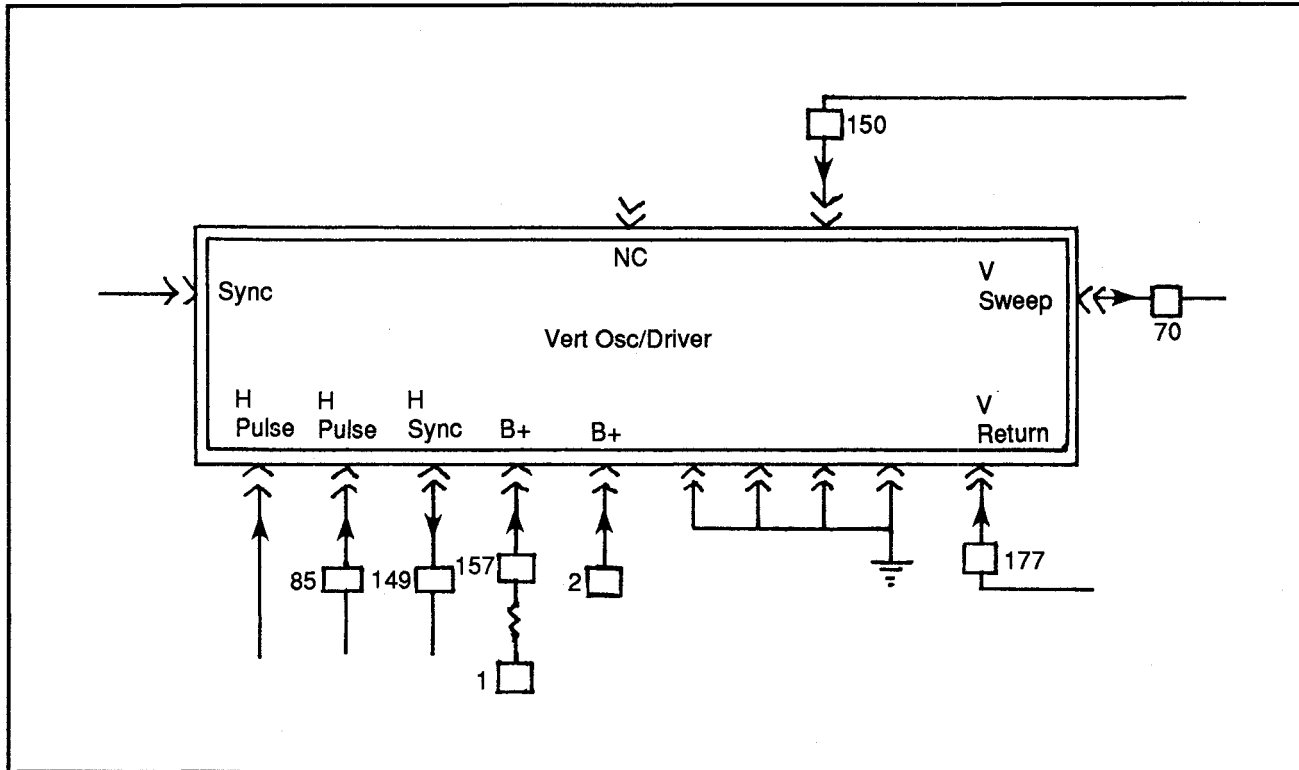 150
NC
Sync
V
Sweep
70
Vert Osc/Driver
H
Pulse
H
Pulse
H
Sync
B+
B+
V
Return
85
149
157
2
177
1